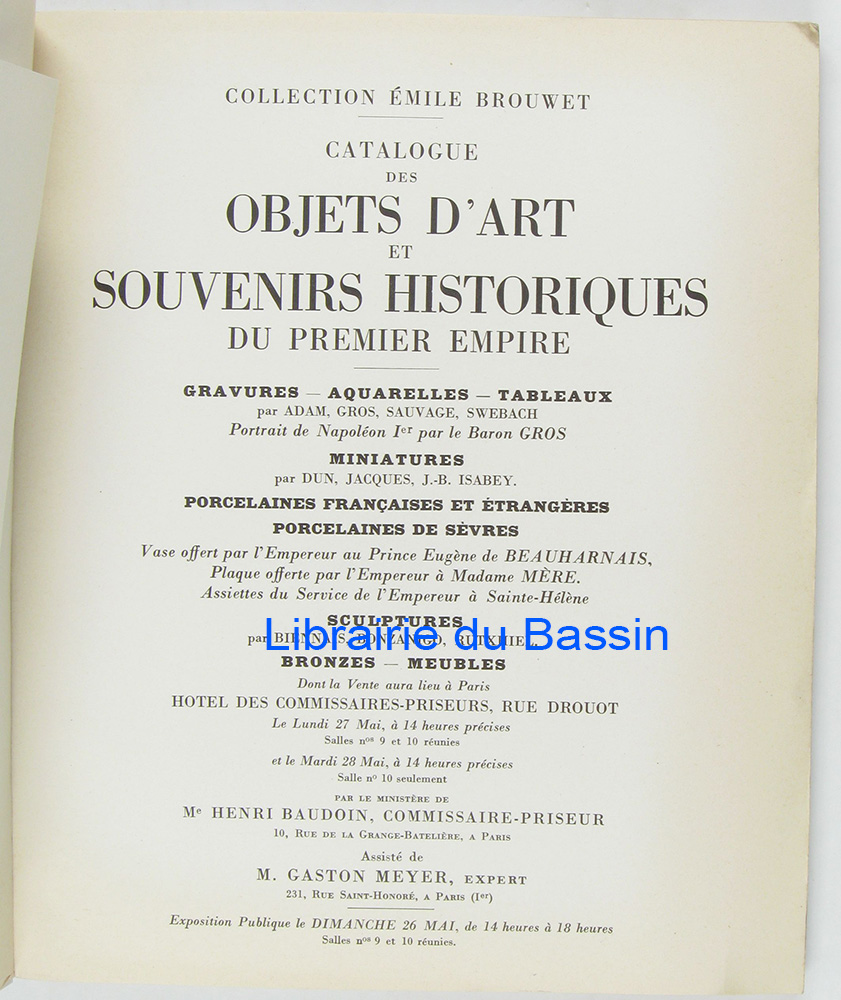 COLLECTION ÉMILE BROUWET
CATALOGUE
DES
OBJETS D'ART
ET
SOUVENIRS HISTORIQUES
DU PREMIER EMPIRE
GRAVURES — AQUARELLES — TABLEAUX
par ADAM, GROS, SAUVAGE, SWEBACH
Portrait de Napoléon Ier par le Baron GROS
MINIATURES
par DUN, JACQUES, J.-B. ISABEY.
PORCELAINES FRANÇAISES ET ÉTRANGÈRES
PORCELAINES DE SÈVRES
Vase offert par l'Empereur au Prince Eugène de BEAUHARNAIS,
Plaque offerte par l'Empereur à Madame MÈRE.
Assiettes du Service de l'Empereur à Sainte-Hélène
SCULPTURES
par BIENNAIS, BONZANIGO, RUTXHIEL.
Librairie du Bassin
BRONZES — MEUBLES
Dont la Vente aura lieu à Paris
HOTEL DES COMMISSAIRES-PRISEURS, RUE DROUOT
Le Lundi 27 Mai, à 14 heures précises
Salles nos 9 et 10 réunies
et le Mardi 28 Mai, à 14 heures précises
Salle no 10 seulement
PAR LE MINISTÈRE DE
Me HENRI BAUDOIN, COMMISSAIRE-PRISEUR
10, RUE DE LA GRANGE-BATELIÈRE, A PARIS
Assisté de
M. GASTON MEYER, EXPERT
231, RUE SAINT-HONORÉ, A PARIS (Ier)
Exposition Publique le DIMANCHE 26 MAI, de 14 heures à 18 heures
Salles nos 9 et 10 réunies.